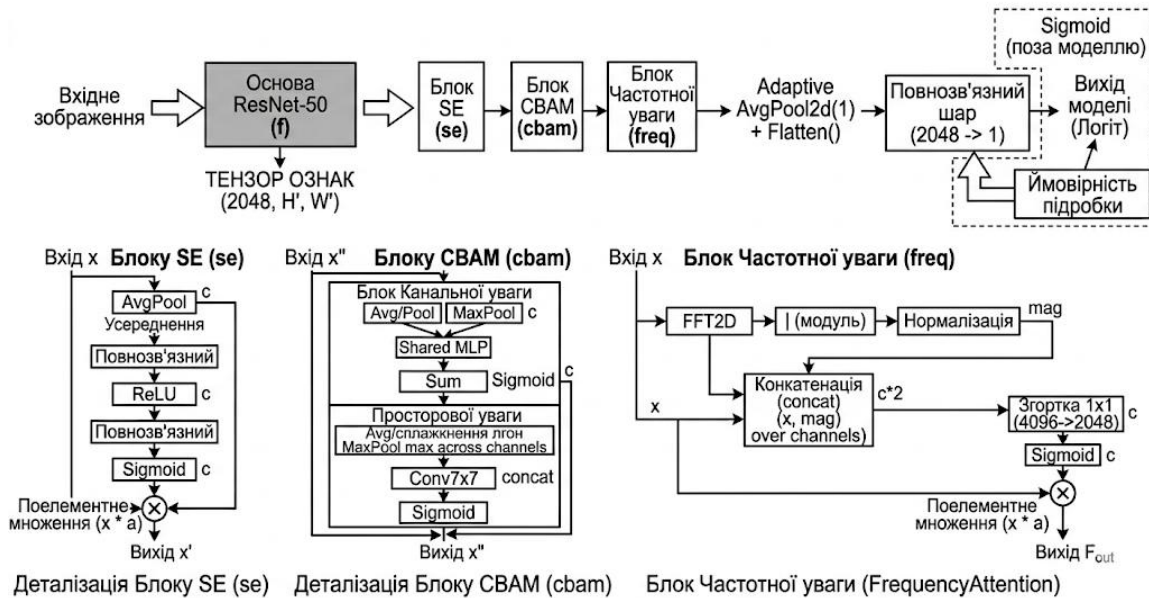 Вхідне
зображення
Основа
ResNet-50
(f)
ТЕНЗОР ОЗНАК
(2048, H', W')
Блок
SE
(se)
Блок
CBAM
(cbam)
Блок
Частотної
уваги
(freq)
Adaptive
AvgPool2d(1)
+ Flatten()
Повнозв'язний
шар
(2048 -> 1)
Sigmoid
(поза моделлю)
Вихід
моделі
(Логіт)
Ймовірність
підробки
Вхід x Блоку SE (se)
AvgPool c
Усереднення
Повнозв'язний
ReLU c
Повнозв'язний
Sigmoid c
Поелементне
множення (x * a)
Вихід x'
Деталізація Блоку SE (se)
Вхід x" Блоку CBAM (cbam)
Блок Канальної уваги
Avg/Pool MaxPool c
Shared MLP
Sum Sigmoid c
Просторової уваги
Avg/сплажкнення лгон
MaxPool max across channels
Conv7x7 concat
Sigmoid
Вихід x"
Деталізація Блоку CBAM (cbam)
Вхід x Блок Частотної уваги (freq)
FFT2D | (модуль) Нормалізація mag
x
Конкатенація
(concat)
(x, mag)
over channels)
c*2
Згортка 1x1
(4096->2048) c
Sigmoid c
Поелементне
множення (x * a)
Вихід Fout
Блок Частотної уваги (FrequencyAttention)